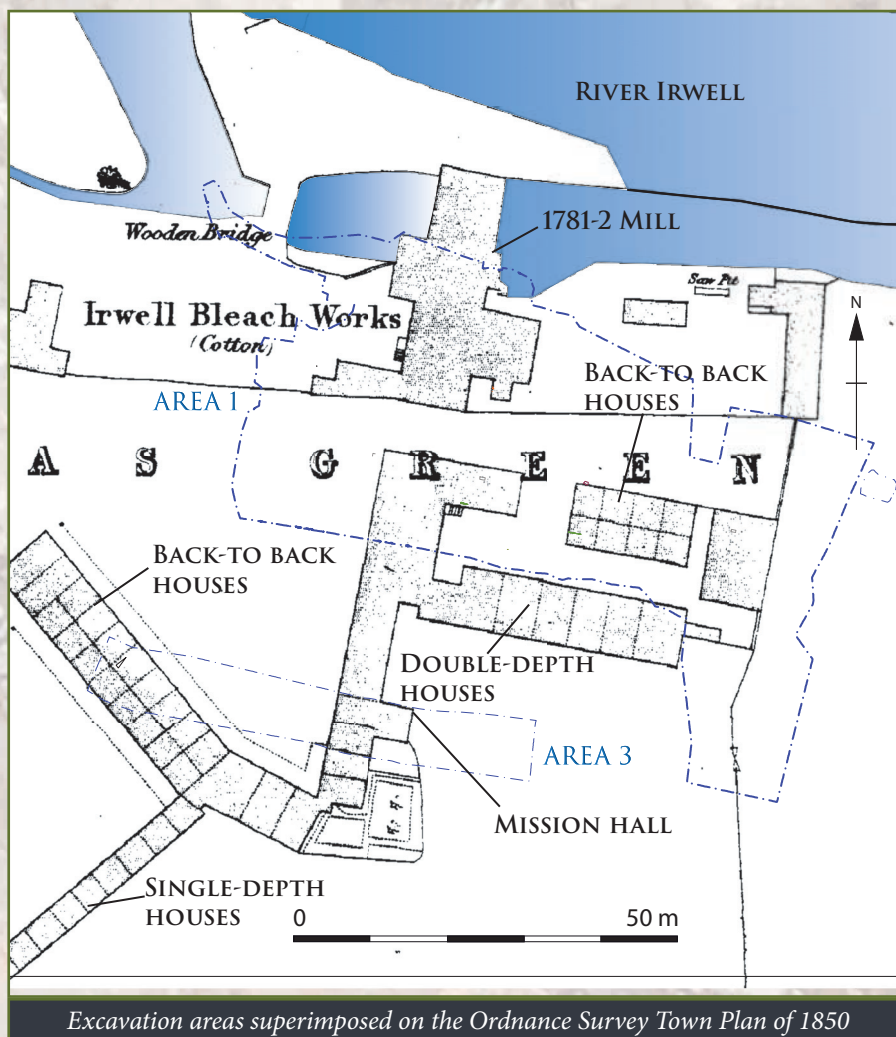 RIVER IRWELL
1781-2 MILL
Wooden Bridge
Saw Pit
N
Irwell Bleach Works
(Cotton)
BACK-TO BACK
HOUSES
AREA 1
A S G R E E N
BACK-TO BACK
HOUSES
DOUBLE-DEPTH
HOUSES
AREA 3
MISSION HALL
SINGLE-DEPTH
HOUSES
0 50 m
Excavation areas superimposed on the Ordnance Survey Town Plan of 1850